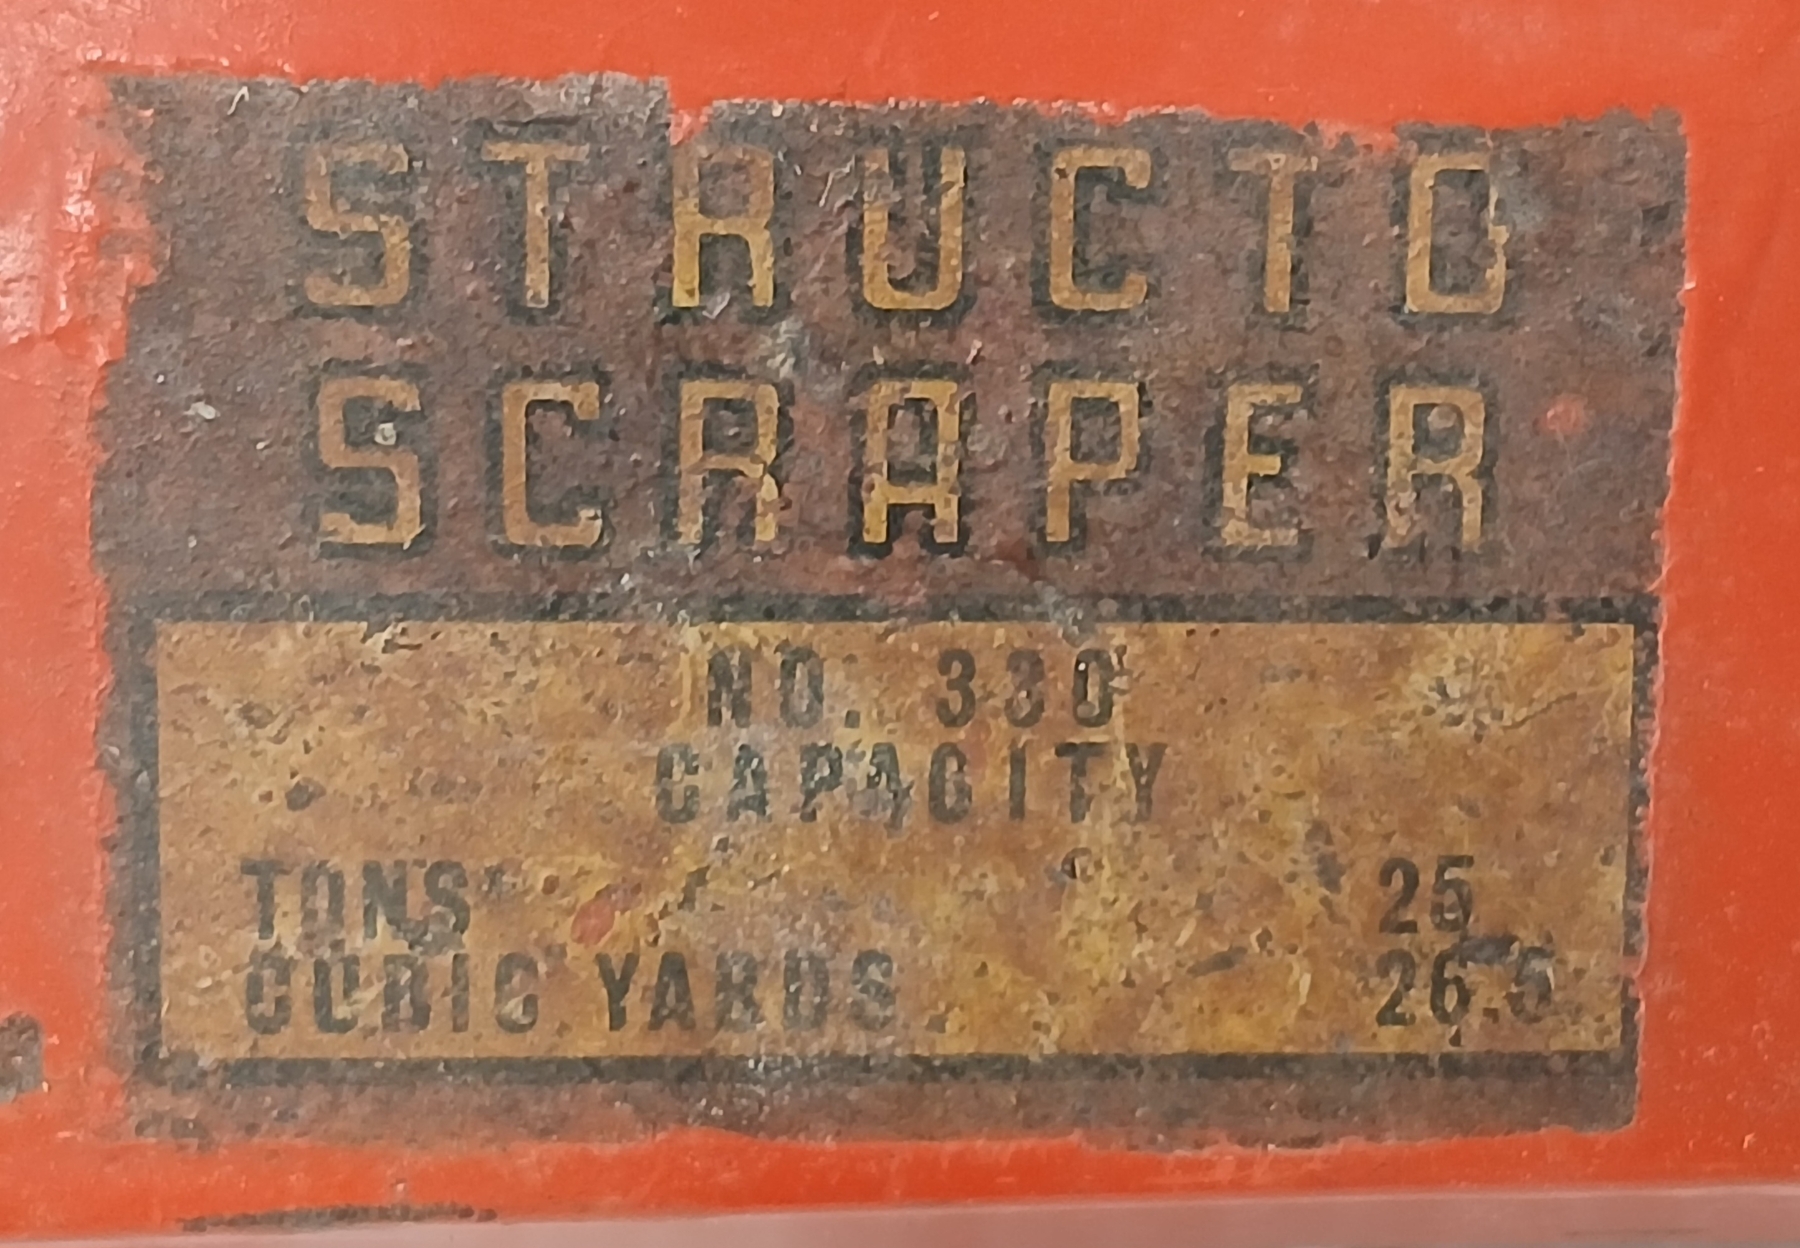 STRUCTO
SCRAPER
NO. 330
CAPACITY
TONS 25
CUBIC YARDS 26.5